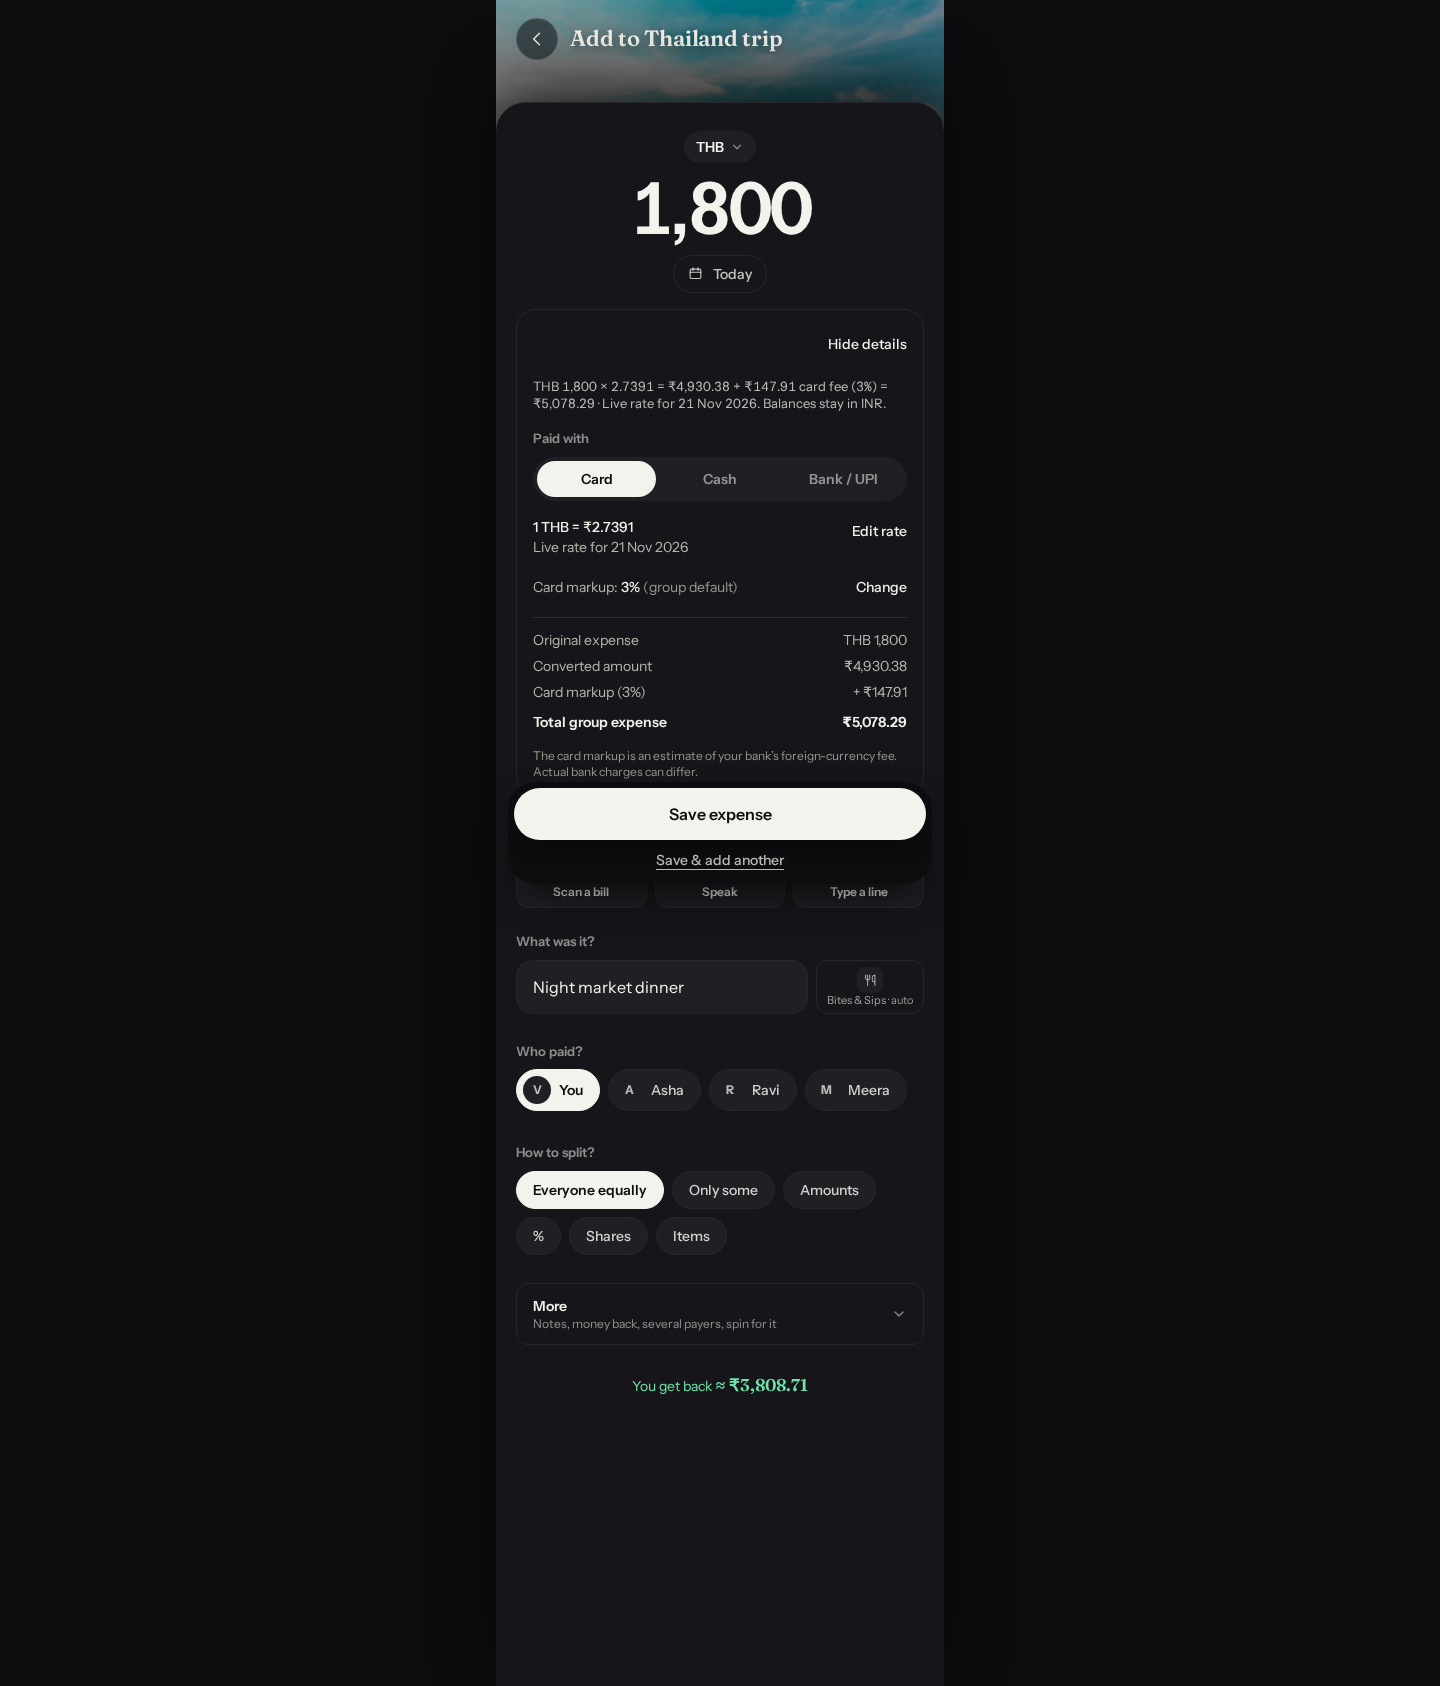 Add to Thailand trip
THB
1,800
Today
Hide details
THB 1,800 × 2.7391 = ₹4,930.38 + ₹147.91 card fee (3%) =
₹5,078.29 · Live rate for 21 Nov 2026. Balances stay in INR.
Paid with
Card Cash Bank / UPI
1 THB = ₹2.7391
Edit rate
Live rate for 21 Nov 2026
Card markup: 3% (group default) Change
Original expense THB 1,800
Converted amount ₹4,930.38
Card markup (3%) + ₹147.91
Total group expense ₹5,078.29
The card markup is an estimate of your bank's foreign-currency fee.
Actual bank charges can differ.
Save expense
Save & add another
Scan a bill Speak Type a line
What was it?
Night market dinner
Bites & Sips · auto
Who paid?
V You A Asha R Ravi M Meera
How to split?
Everyone equally Only some Amounts
% Shares Items
More
Notes, money back, several payers, spin for it
You get back ≈ ₹3,808.71